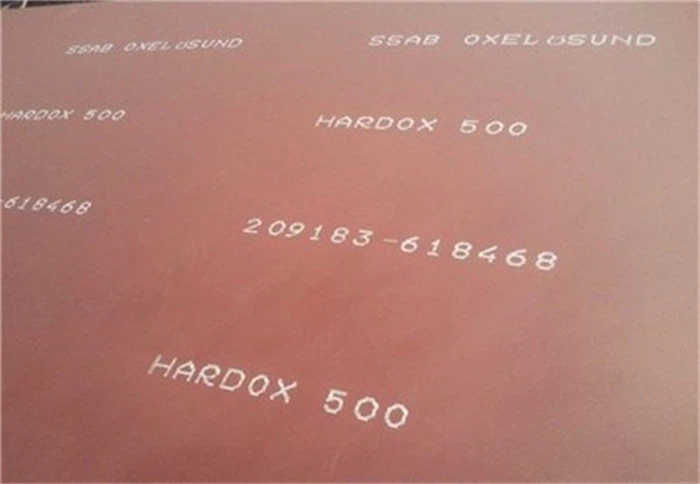 SSAB OXELÖSUND
SSAB OXELÖSUND
HARDOX 500
HARDOX 500
-618468
209183-618468
HARDOX 500